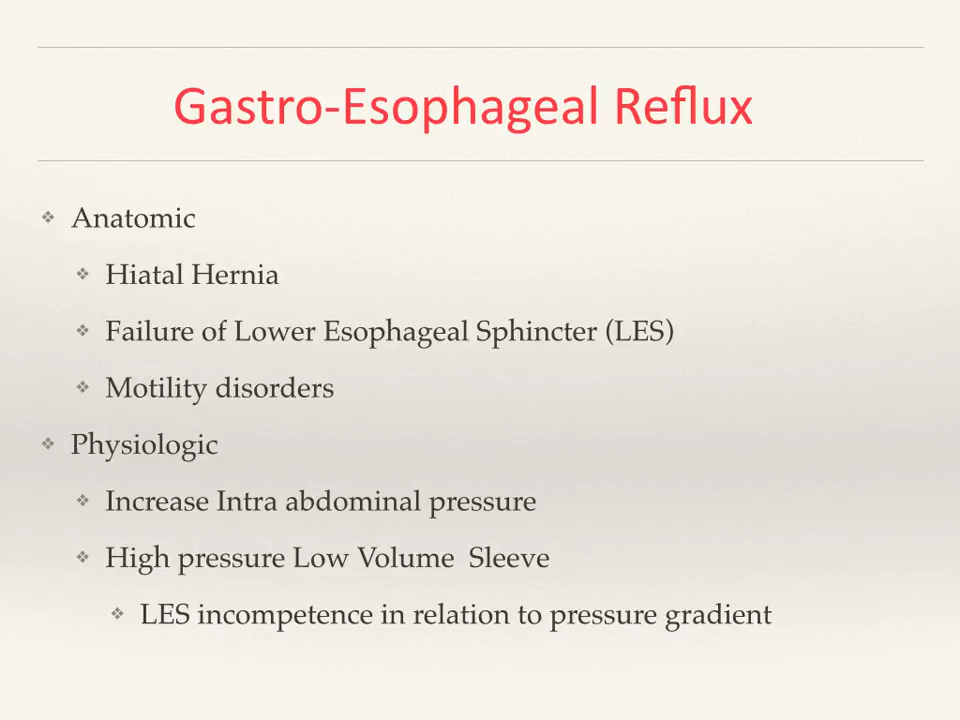 Gastro-Esophageal Reflux
Anatomic
Hiatal Hernia
Failure of Lower Esophageal Sphincter (LES)
Motility disorders
Physiologic
Increase Intra abdominal pressure
High pressure Low Volume  Sleeve
LES incompetence in relation to pressure gradient